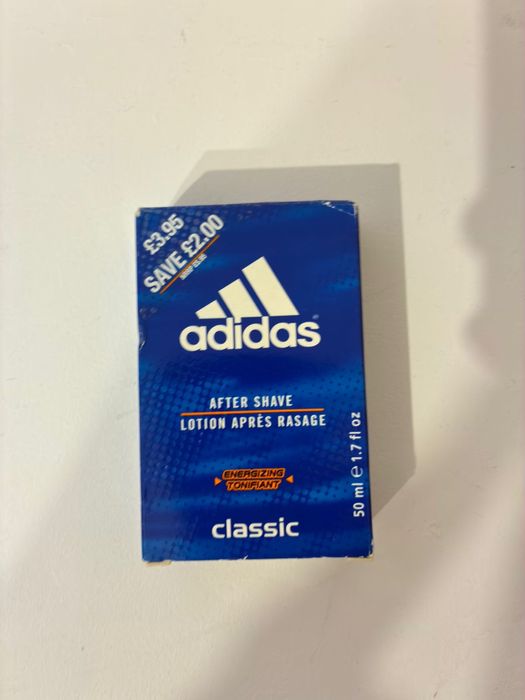 £3.95
SAVE £2.00
adidas®
AFTER SHAVE
LOTION APRÈS RASAGE
ENERGIZING
TONIFIANT
classic
50 ml e 1.7 fl oz